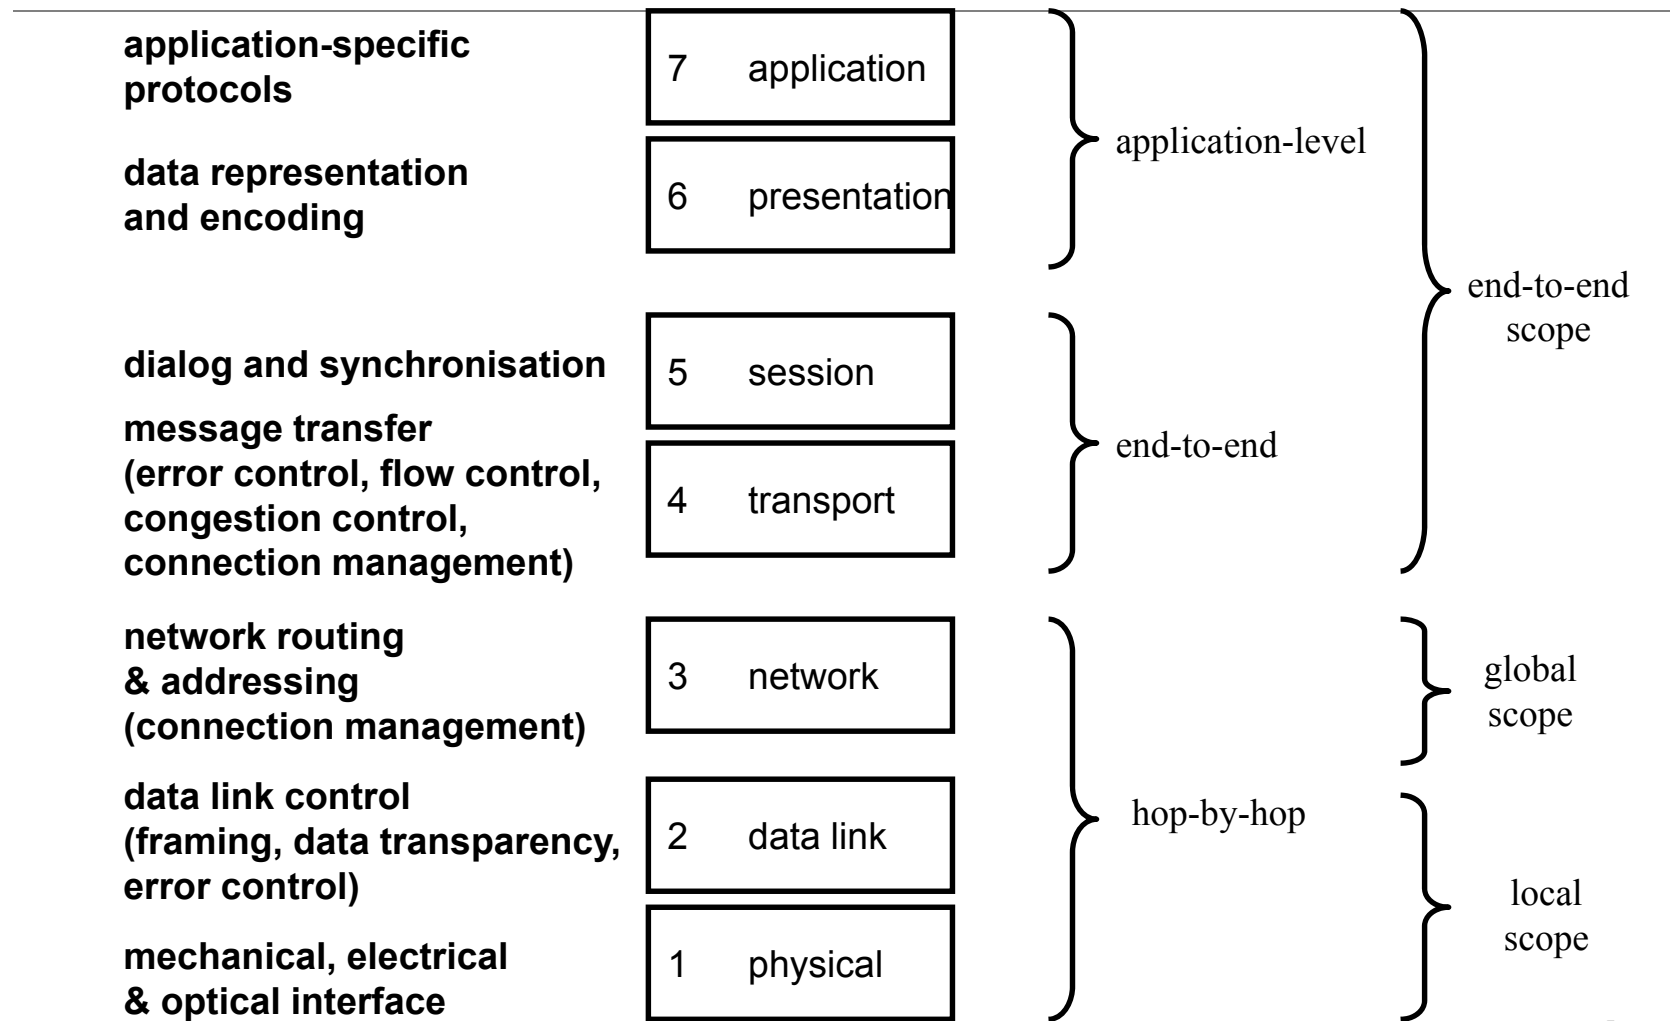 application-specific
protocols
7 application
application-level
data representation
and encoding
6 presentation
end-to-end
scope
dialog and synchronisation
5 session
message transfer
(error control, flow control,
congestion control,
connection management)
4 transport
end-to-end
network routing
& addressing
(connection management)
3 network
global
scope
data link control
(framing, data transparency,
error control)
2 data link
hop-by-hop
local
scope
mechanical, electrical
& optical interface
1 physical